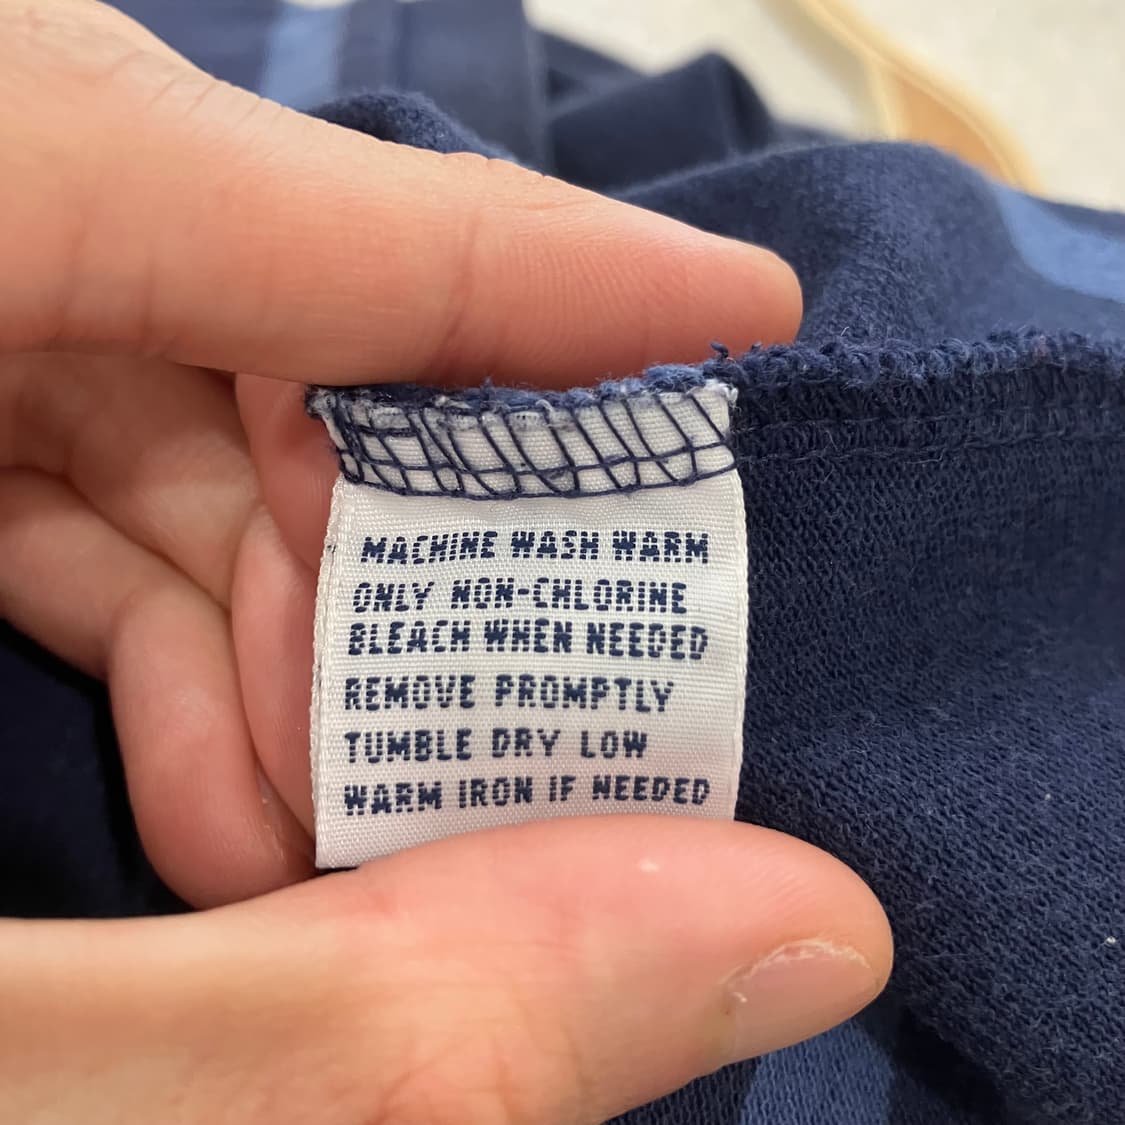 MACHINE WASH WARM
ONLY NON-CHLORINE
BLEACH WHEN NEEDED
REMOVE PROMPTLY
TUMBLE DRY LOW
WARM IRON IF NEEDED